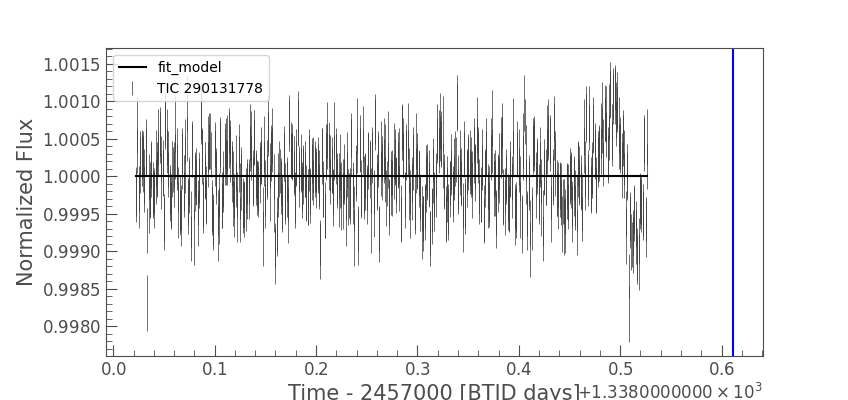 fit_model
TIC 290131778
1.0015
1.0010
1.0005
1.0000
0.9995
0.9990
0.9985
0.9980
Normalized Flux
0.0 0.1 0.2 0.3 0.4 0.5 0.6
Time - 2457000 [BTJD days]
+1.3380000000 × 10³